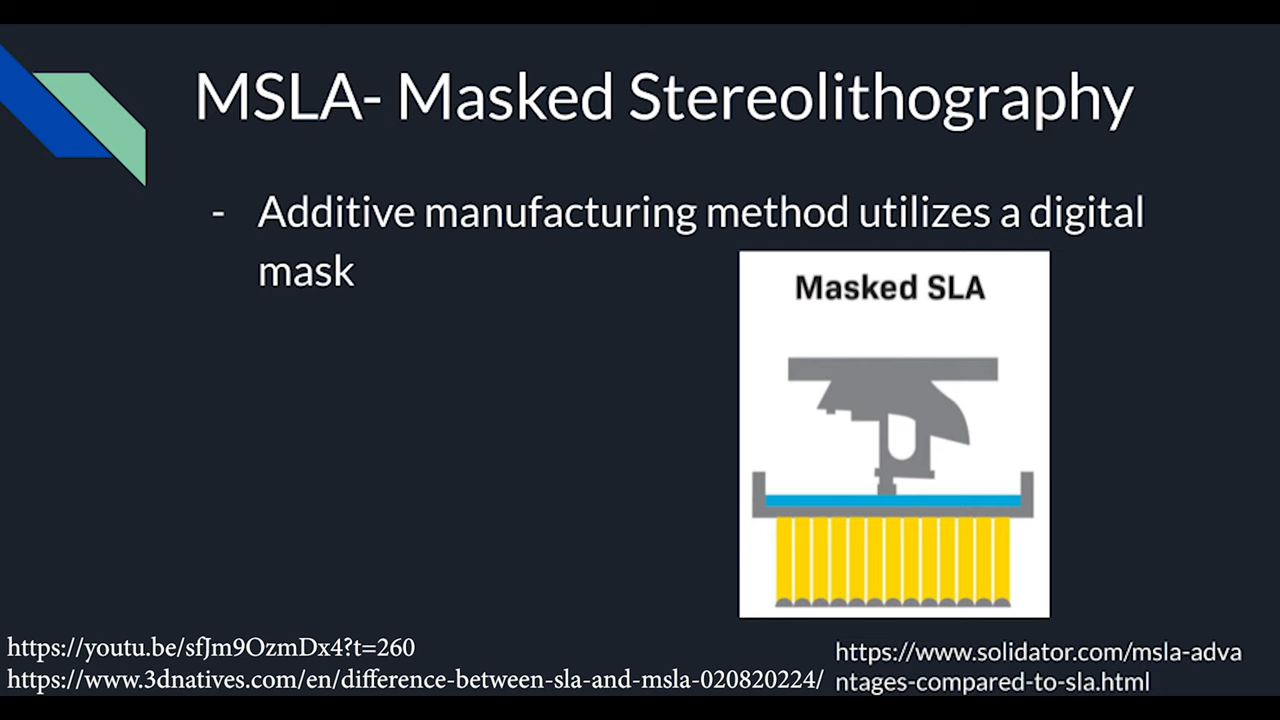 MSLA- Masked Stereolithography
- Additive manufacturing method utilizes a digital
mask
Masked SLA
https://youtu.be/sfJm9OzmDx4?t=260
https://www.3dnatives.com/en/difference-between-sla-and-msla-020820224/
https://www.solidator.com/msla-adva
ntages-compared-to-sla.html